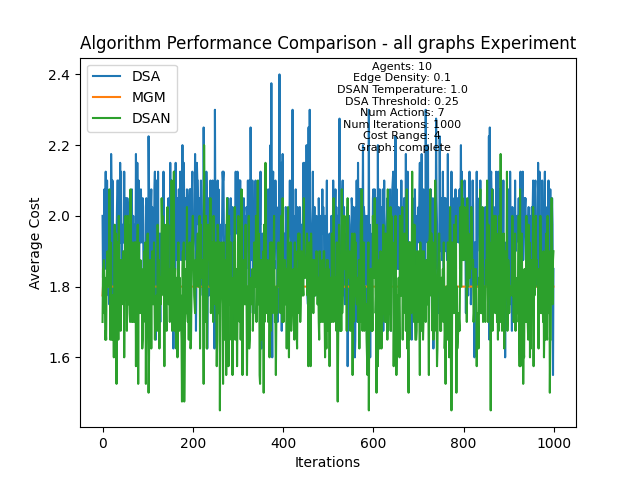 Algorithm Performance Comparison - all graphs Experiment
DSA
MGM
DSAN
Agents: 10
Edge Density: 0.1
DSAN Temperature: 1.0
DSA Threshold: 0.25
Num Actions: 7
Num Iterations: 1000
Cost Range: 4
Graph: complete
Average Cost
2.4
2.2
2.0
1.8
1.6
0 200 400 600 800 1000
Iterations